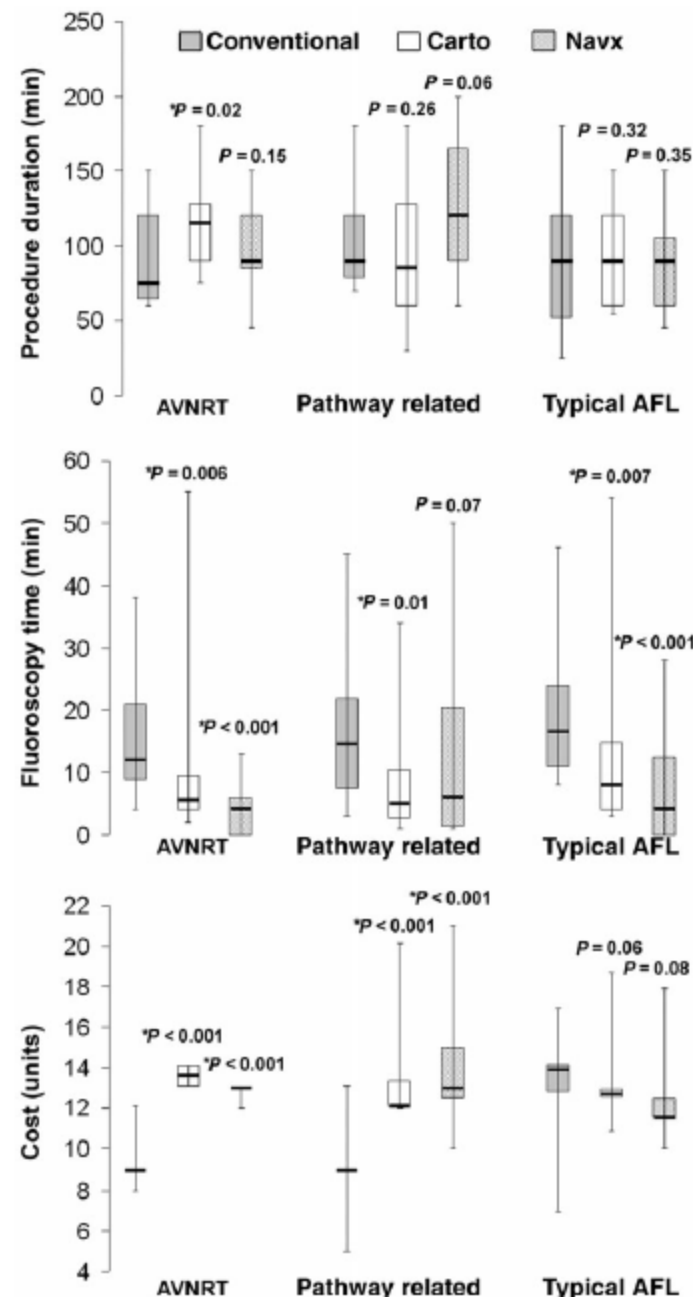 Conventional Carto Navx
Procedure duration (min)
250
200
150
100
50
0
*P = 0.02
P = 0.15
P = 0.26
P = 0.06
P = 0.32
P = 0.35
AVNRT Pathway related Typical AFL
Fluoroscopy time (min)
60
50
40
30
20
10
0
*P = 0.006
*P < 0.001
*P = 0.01
P = 0.07
*P = 0.007
*P < 0.001
AVNRT Pathway related Typical AFL
Cost (units)
22
20
18
16
14
12
10
8
6
4
*P < 0.001
*P < 0.001
*P < 0.001
*P < 0.001
P = 0.06
P = 0.08
AVNRT Pathway related Typical AFL